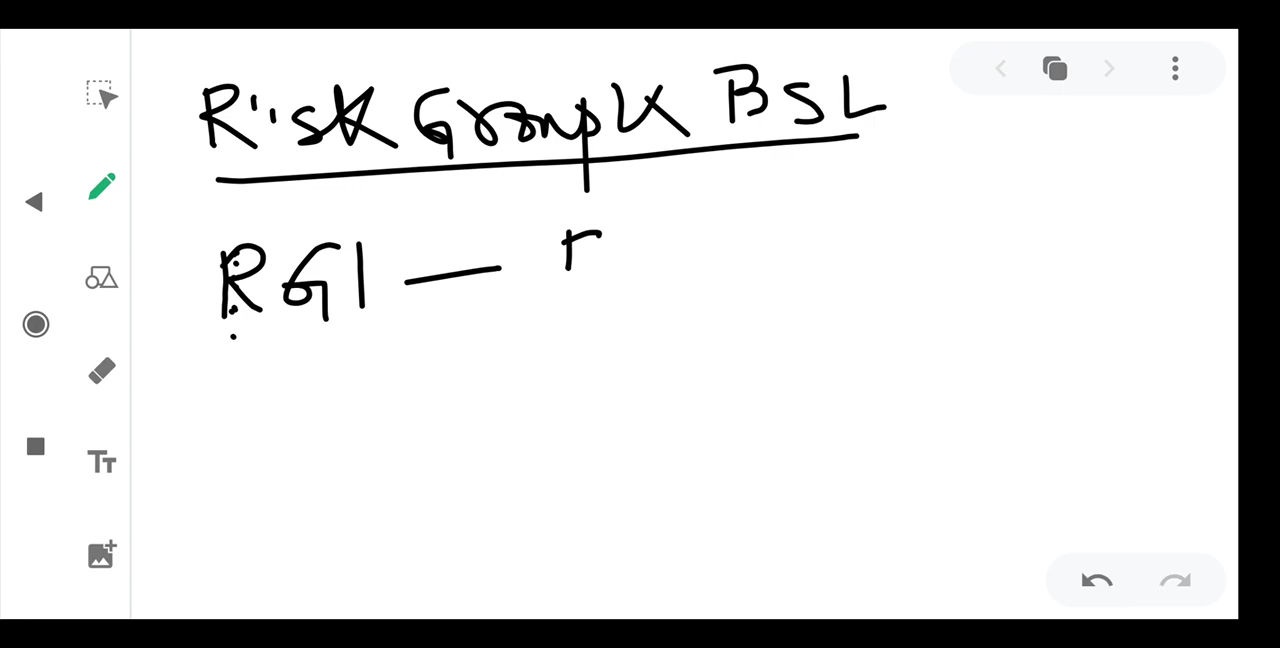 Risk Group & BSL
RG1 — r